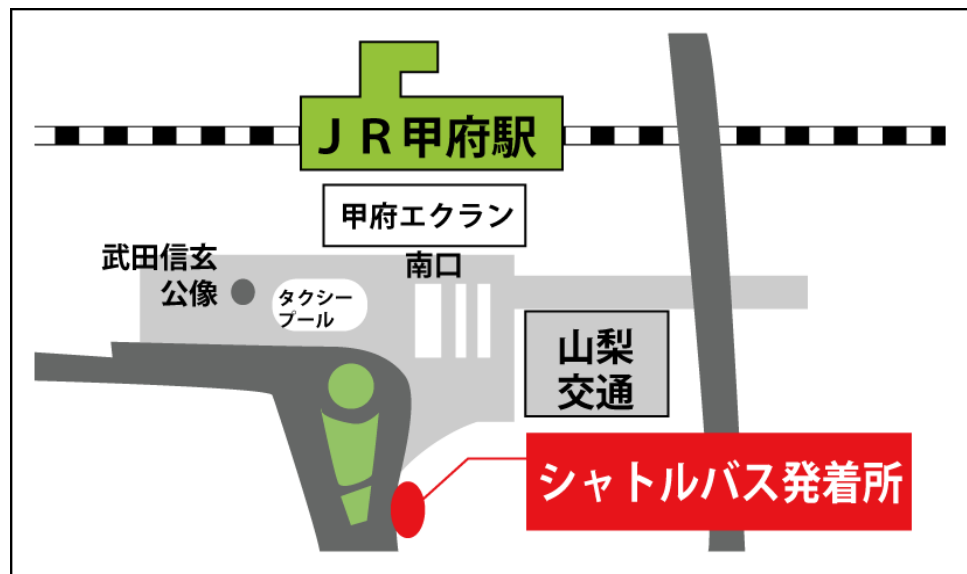 ＪＲ甲府駅
甲府エクラン
南口
武田信玄
公像
タクシー
プール
山梨
交通
シャトルバス発着所